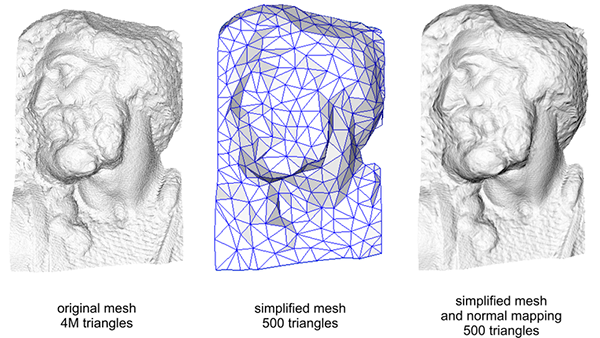 original mesh
4M triangles
simplified mesh
500 triangles
simplified mesh
and normal mapping
500 triangles